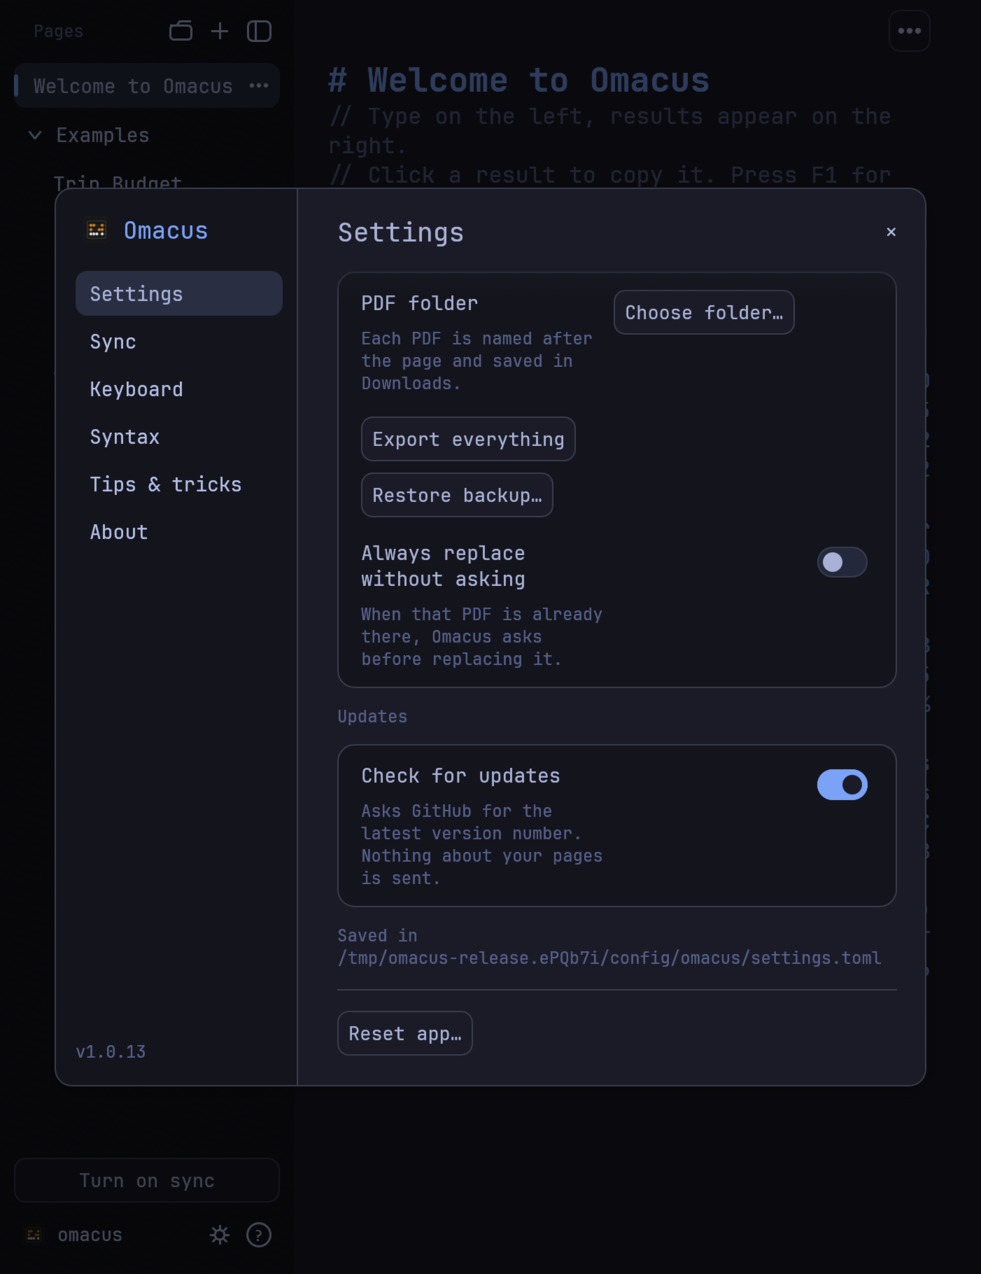 Pages
Welcome to Omacus
Examples
Trip Budget
# Welcome to Omacus
// Type on the left, results appear on the
right.
// Click a result to copy it. Press F1 for
Omacus
Settings
Sync
Keyboard
Syntax
Tips & tricks
About
v1.0.13
Settings
PDF folder
Choose folder…
Each PDF is named after
the page and saved in
Downloads.
Export everything
Restore backup…
Always replace
without asking
When that PDF is already
there, Omacus asks
before replacing it.
Updates
Check for updates
Asks GitHub for the
latest version number.
Nothing about your pages
is sent.
Saved in
/tmp/omacus-release.ePQb7i/config/omacus/settings.toml
Reset app…
Turn on sync
omacus